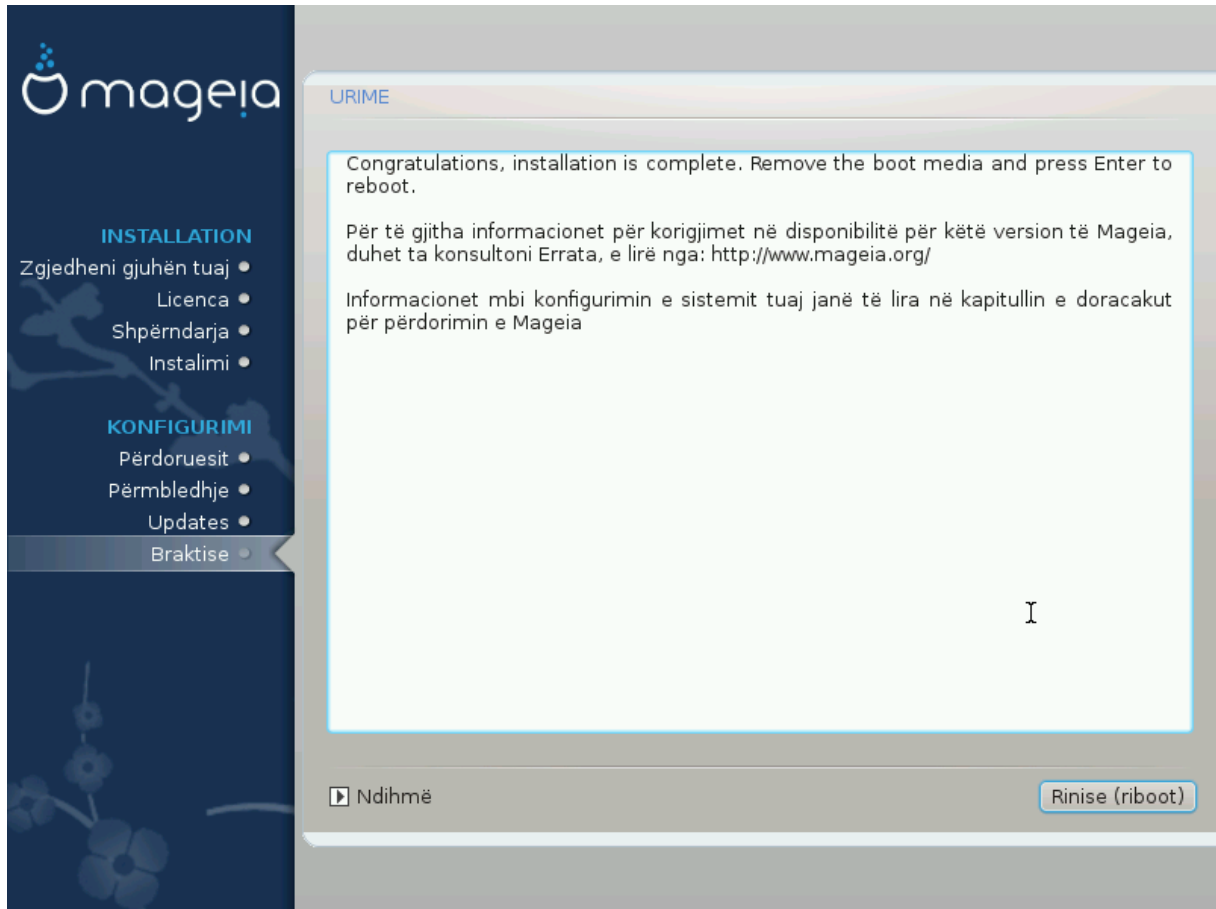 mageia
INSTALLATION
Zgjedheni gjuhën tuaj
Licenca
Shpërndarja
Instalimi
KONFIGURIMI
Përdoruesit
Përmbledhje
Updates
Braktise
URIME
Congratulations, installation is complete. Remove the boot media and press Enter to
reboot.
Për të gjitha informacionet për korigjimet në disponibilitë për këtë version të Mageia,
duhet ta konsultoni Errata, e lirë nga: http://www.mageia.org/
Informacionet mbi konfigurimin e sistemit tuaj janë të lira në kapitullin e doracakut
për përdorimin e Mageia
Ndihmë
Rinise (riboot)